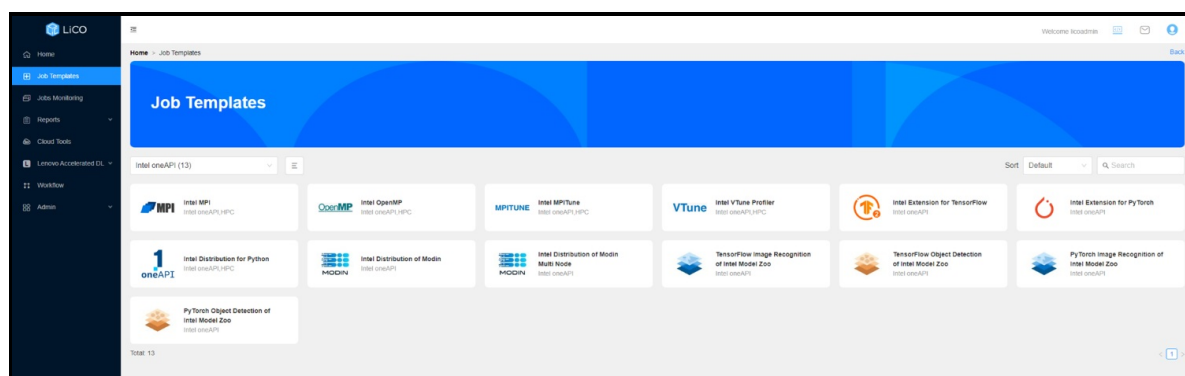 LiCO
Welcome licoadmin
Home
Job Templates
Jobs Monitoring
Reports
Cloud Tools
Lenovo Accelerated DL
Workflow
Admin
Home > Job Templates
Back
Job Templates
Intel oneAPI (13)
Sort Default
Search
MPI
Intel MPI
Intel oneAPI,HPC
OpenMP
Intel OpenMP
Intel oneAPI,HPC
MPITUNE
Intel MPITune
Intel oneAPI,HPC
VTune
Intel VTune Profiler
Intel oneAPI,HPC
2
Intel Extension for TensorFlow
Intel oneAPI
Intel Extension for PyTorch
Intel oneAPI
1
oneAPI
Intel Distribution for Python
Intel oneAPI,HPC
MODIN
Intel Distribution of Modin
Intel oneAPI
MODIN
Intel Distribution of Modin
Multi Node
Intel oneAPI
TensorFlow Image Recognition
of Intel Model Zoo
Intel oneAPI
TensorFlow Object Detection
of Intel Model Zoo
Intel oneAPI
PyTorch Image Recognition of
Intel Model Zoo
Intel oneAPI
PyTorch Object Detection of
Intel Model Zoo
Intel oneAPI
Total: 13
< 1 >